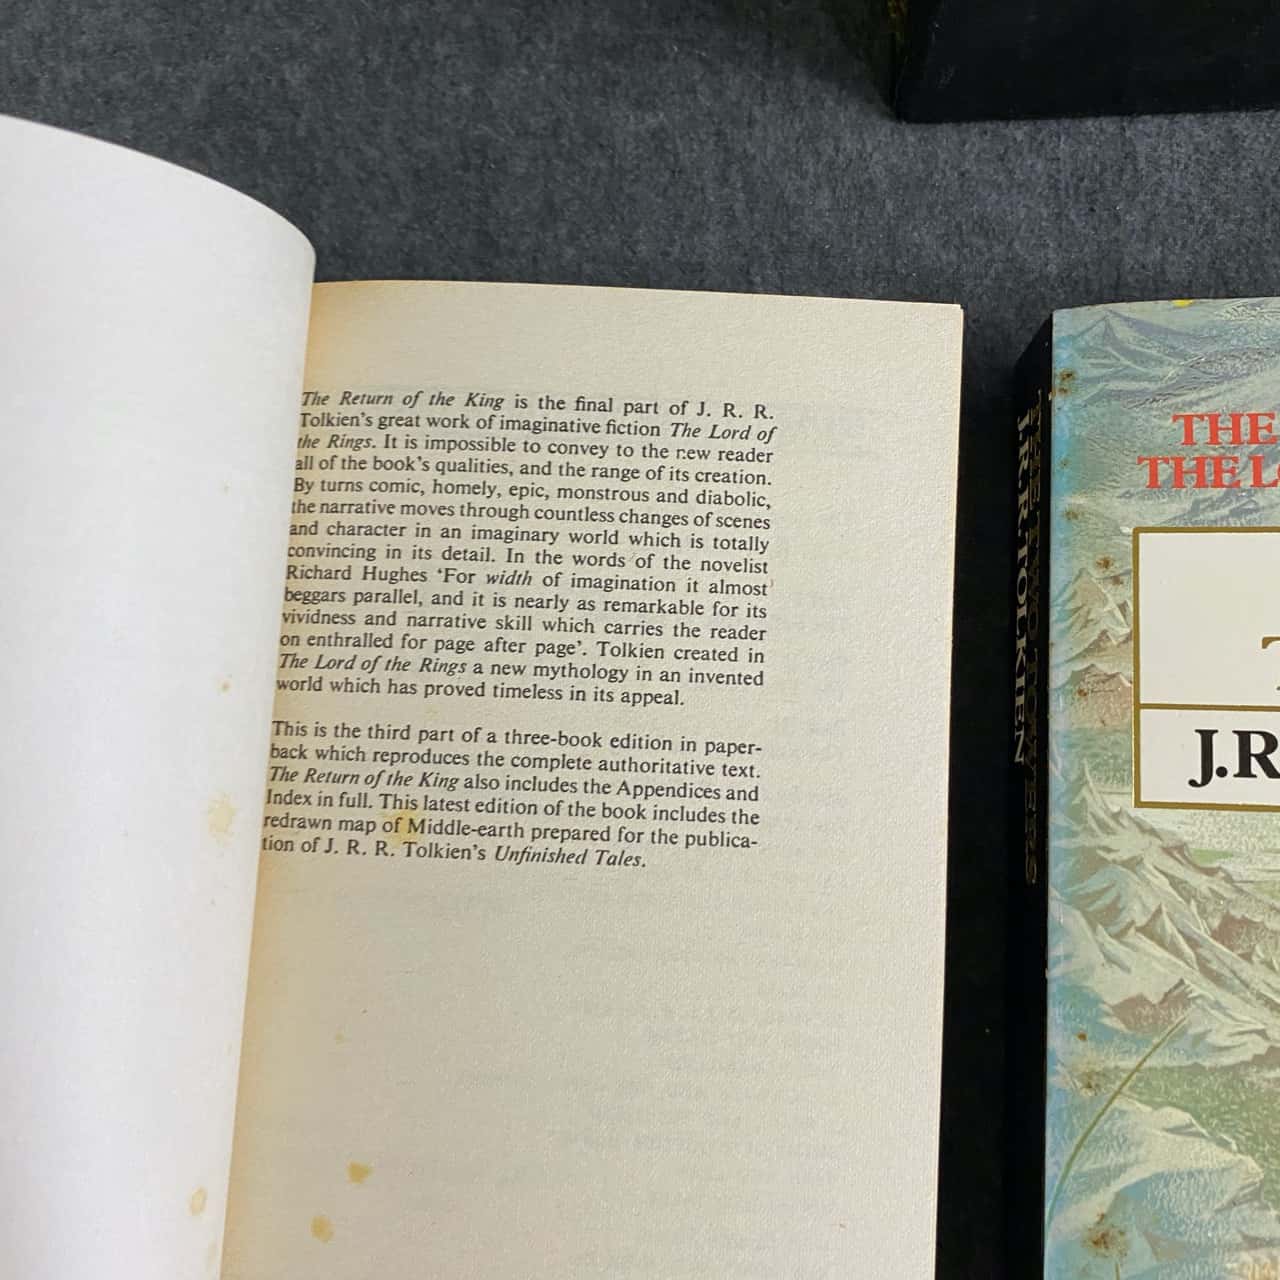 The Return of the King is the final part of J. R. R.
Tolkien's great work of imaginative fiction The Lord of
the Rings. It is impossible to convey to the new reader
all of the book's qualities, and the range of its creation.
By turns comic, homely, epic, monstrous and diabolic,
the narrative moves through countless changes of scenes
and character in an imaginary world which is totally
convincing in its detail. In the words of the novelist
Richard Hughes ‘For width of imagination it almost
beggars parallel, and it is nearly as remarkable for its
vividness and narrative skill which carries the reader
on enthralled for page after page’. Tolkien created in
The Lord of the Rings a new mythology in an invented
world which has proved timeless in its appeal.
This is the third part of a three-book edition in paper-
back which reproduces the complete authoritative text.
The Return of the King also includes the Appendices and
Index in full. This latest edition of the book includes the
redrawn map of Middle-earth prepared for the publica-
tion of J. R. R. Tolkien's Unfinished Tales.
THE TWO TOWERS
J.R.R. TOLKIEN
THE
THE LO
T
J.R